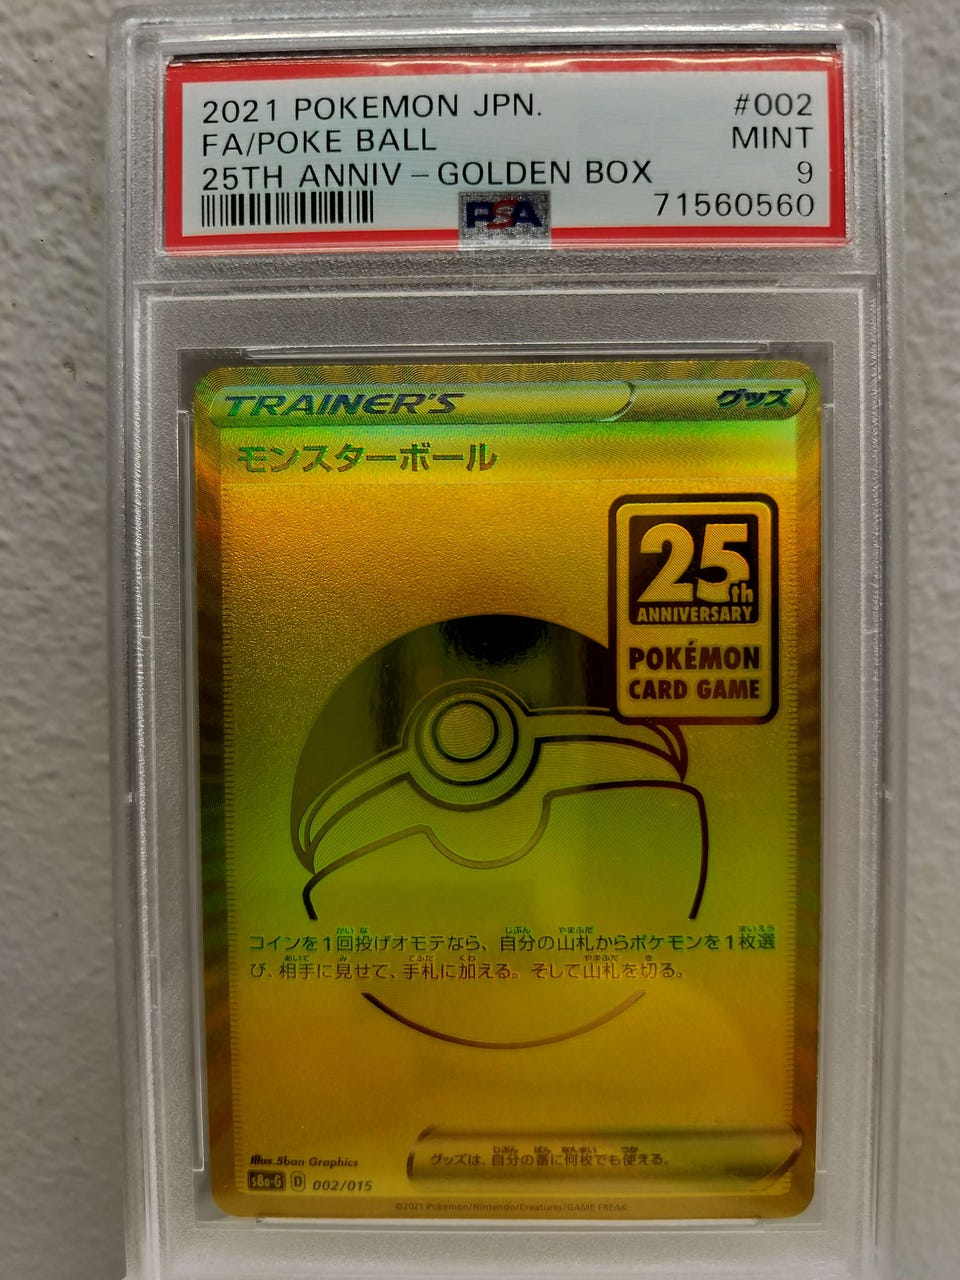 2021 POKEMON JPN. #002
FA/POKE BALL MINT
25TH ANNIV - GOLDEN BOX 9
PSA 71560560
TRAINER'S グッズ
モンスターボール
25th
ANNIVERSARY
POKÉMON
CARD GAME
コインを1回投げオモテなら、自分の山札からポケモンを1枚選
び、相手に見せて、手札に加える。そして山札を切る。
グッズは、自分の番に何枚でも使える。
Illus.5ban Graphics
s8a-G D 002/015
©2021 Pokémon/Nintendo/Creatures/GAME FREAK